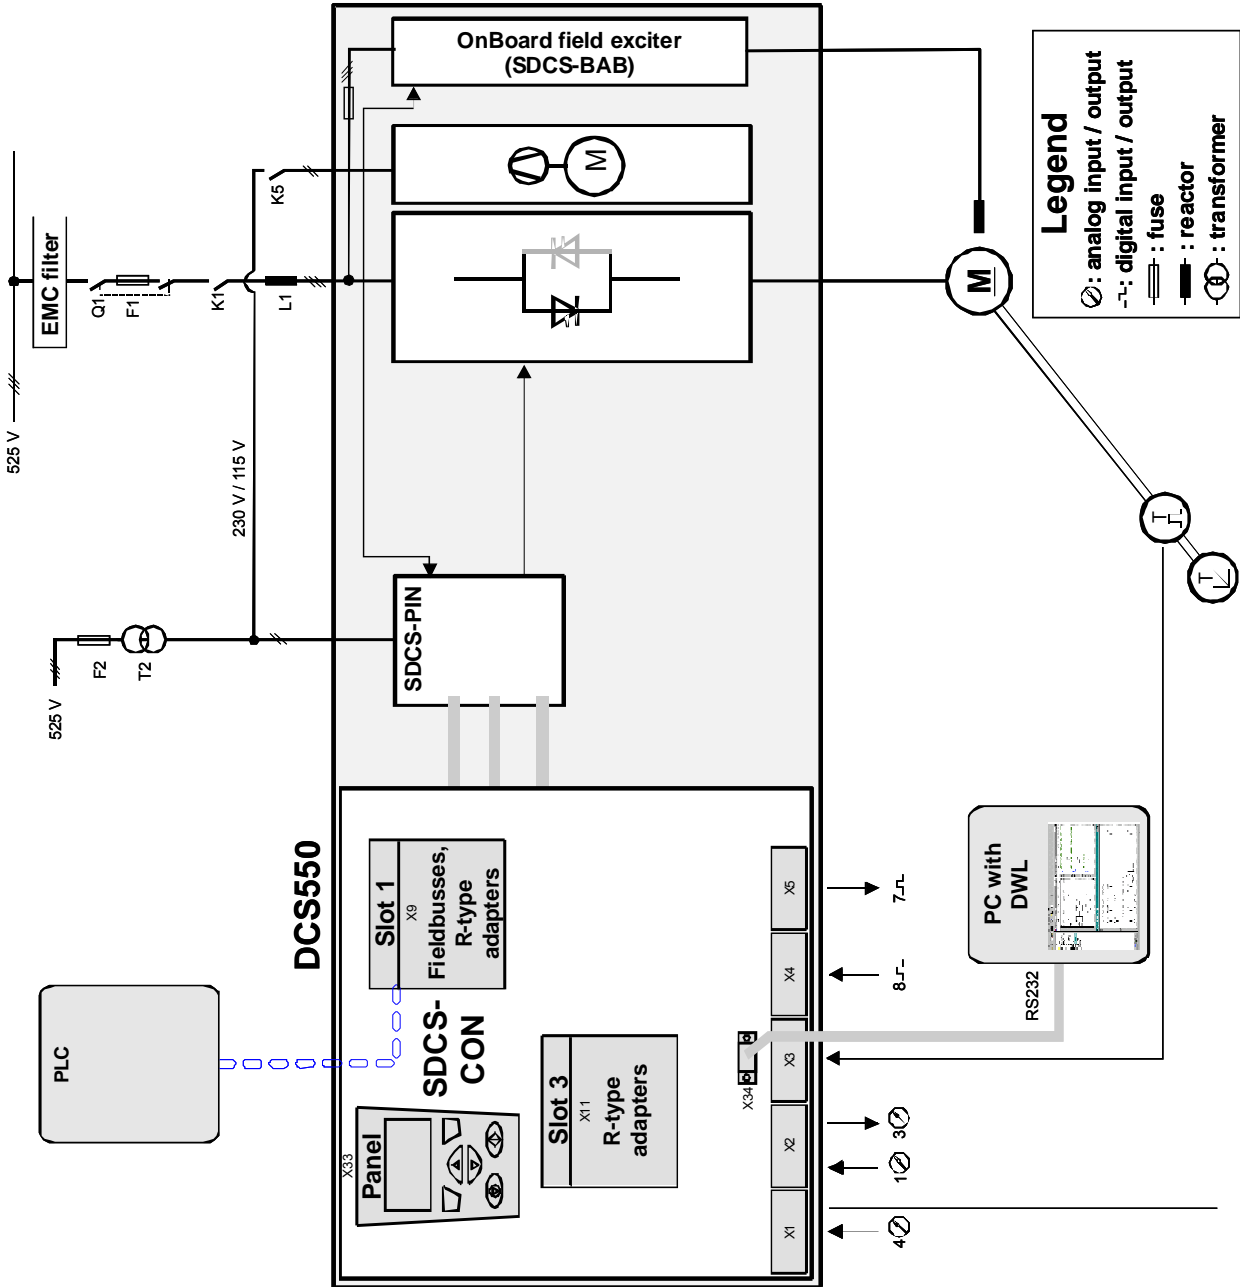 525 V
EMC filter
Q1
F1
K1
L1
K5
230 V / 115 V
525 V
F2
T2
OnBoard field exciter
(SDCS-BAB)
M
M
SDCS-PIN
DCS550
PLC
Slot 1
X9
Fieldbusses,
R-type
adapters
SDCS-
CON
X33
Panel
Slot 3
X11
R-type
adapters
X34
X1
X2
X3
X4
X5
4
1
3
8
7
RS232
PC with
DWL
T
T
Legend
: analog input / output
: digital input / output
: fuse
: reactor
: transformer